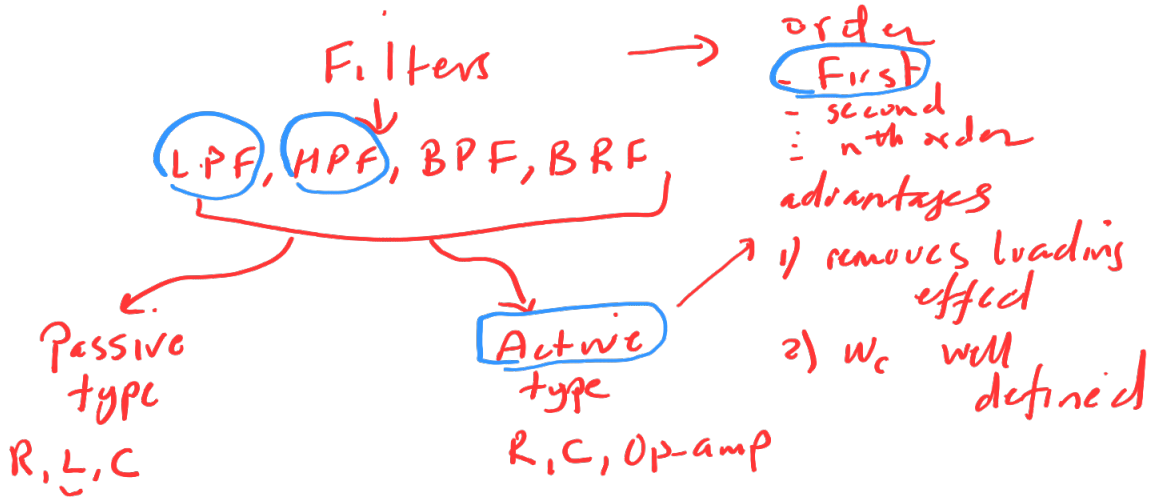 Filters
LPF, HPF, BPF, BRF
Passive
type
R, L, C
Active
type
R, C, Op-amp
order
- First
- second
nth order
advantages
1) removes loading
effect
2) Wc well
defined